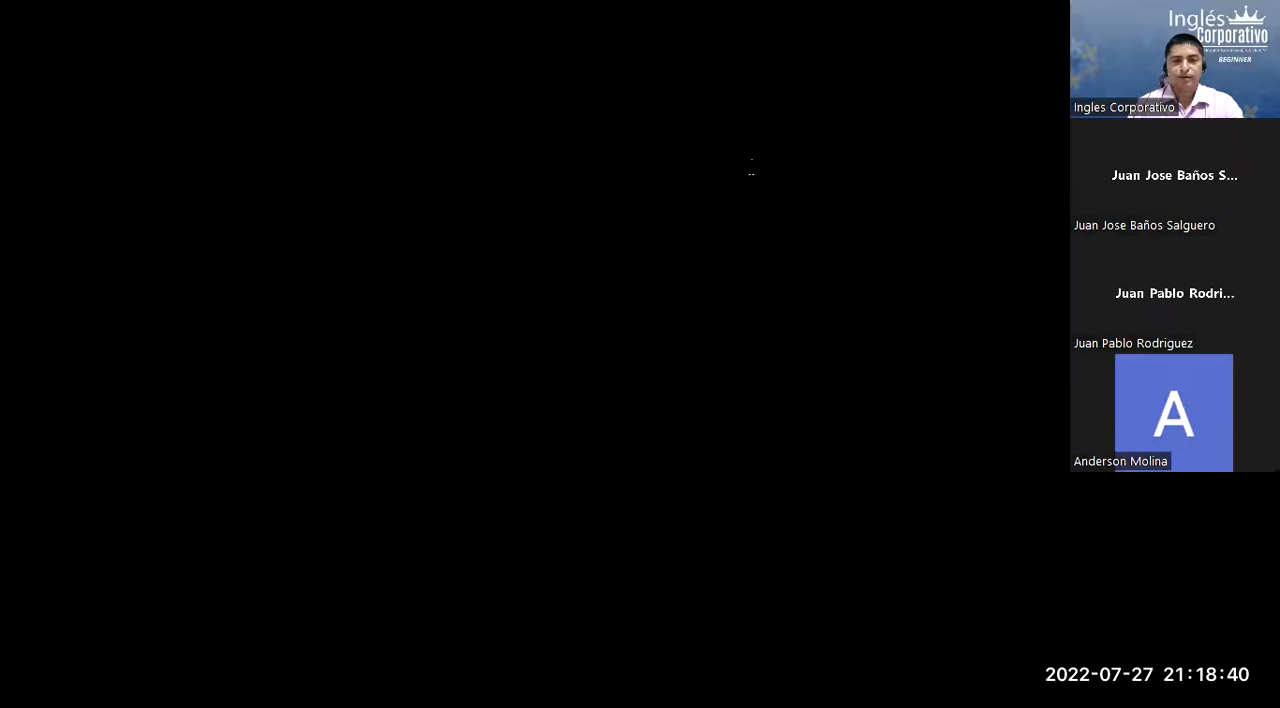 Inglés
Corporativo
BEGINNER
Ingles Corporativo
Juan Jose Baños S...
Juan Jose Baños Salguero
Juan Pablo Rodri...
Juan Pablo Rodriguez
A
Anderson Molina
2022-07-27 21:18:40